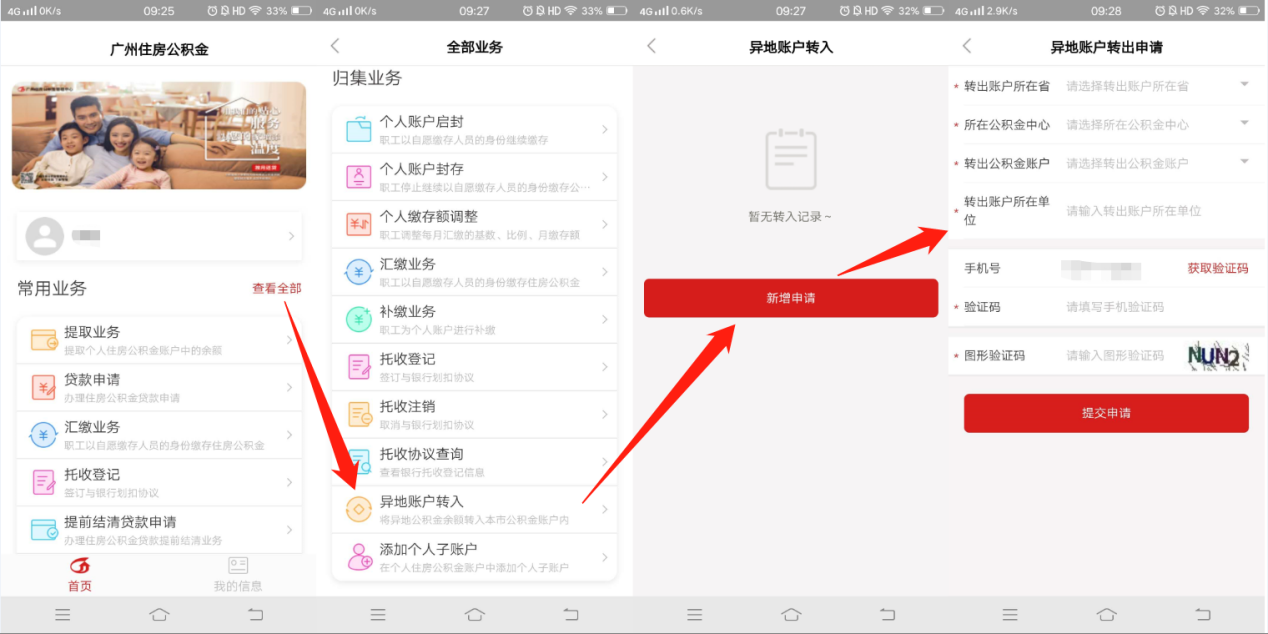 4G 0K/s 09:25 HD 33%
广州住房公积金
服务
温度
常用业务
查看全部
提取业务
提取个人住房公积金账户中的余额
贷款申请
办理住房公积金贷款申请
汇缴业务
职工以自愿缴存人员的身份缴存住房公积金
托收登记
签订与银行划扣协议
提前结清贷款申请
办理住房公积金贷款提前结清业务
首页
我的信息
4G 0K/s 09:27 HD 33%
全部业务
归集业务
个人账户启封
职工以自愿缴存人员的身份继续缴存
个人账户封存
职工停止继续以自愿缴存人员的身份缴存公…
个人缴存额调整
职工调整每月汇缴的基数、比例、月缴存额
汇缴业务
职工以自愿缴存人员的身份缴存住房公积金
补缴业务
职工为个人账户进行补缴
托收登记
签订与银行划扣协议
托收注销
取消与银行划扣协议
托收协议查询
查看银行托收登记信息
异地账户转入
将异地公积金余额转入本市公积金账户内
添加个人子账户
在个人住房公积金账户中添加个人子账户
4G 0.6K/s 09:27 HD 32%
异地账户转入
暂无转入记录~
新增申请
4G 2.9K/s 09:28 HD 32%
异地账户转出申请
* 转出账户所在省 请选择转出账户所在省
* 所在公积金中心 请选择所在公积金中心
* 转出公积金账户 请选择转出公积金账户
* 转出账户所在单
位 请输入转出账户所在单位
手机号 获取验证码
* 验证码 请填写手机验证码
* 图形验证码 请输入图形验证码 NUN2
提交申请